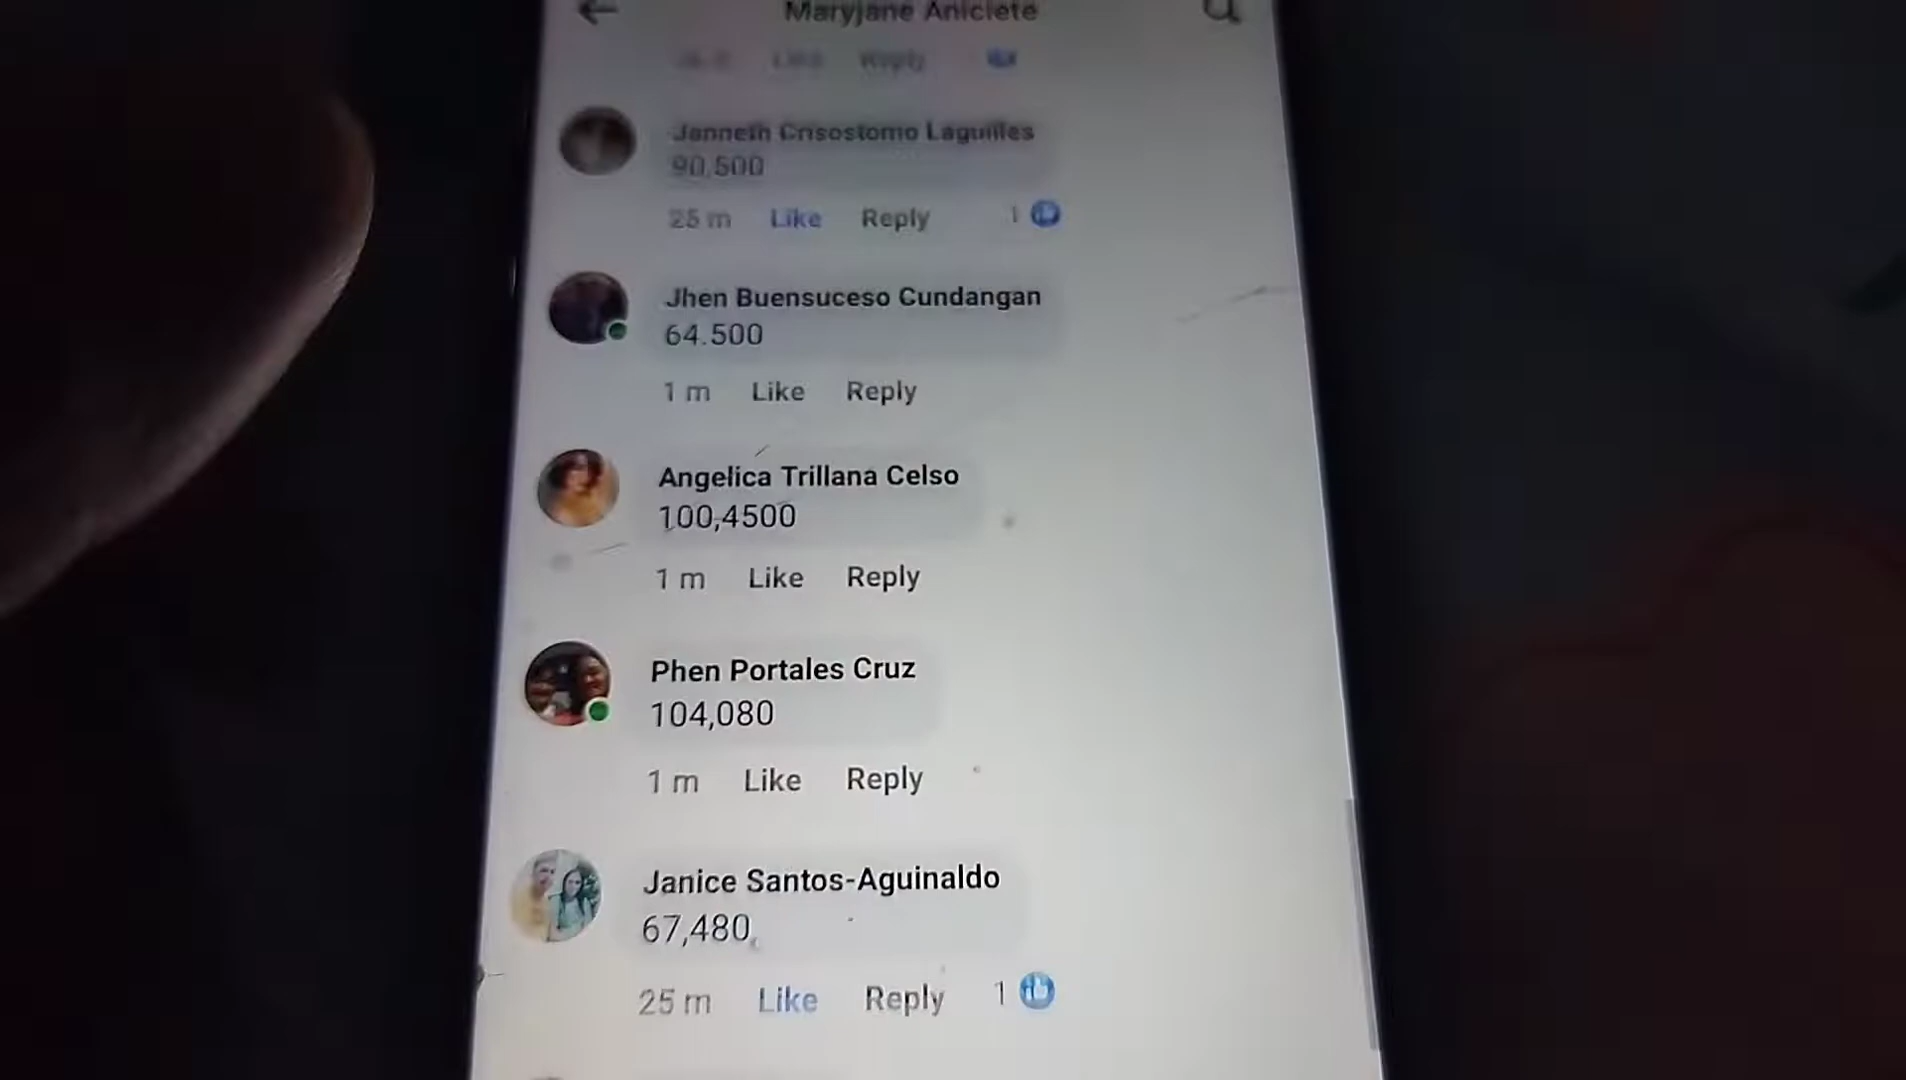 Maryjane Aniciete
Like Reply
Janneth Crisostomo Laguilles
90,500
25 m Like Reply 1
Jhen Buensuceso Cundangan
64.500
1 m Like Reply
Angelica Trillana Celso
100,4500
1 m Like Reply
Phen Portales Cruz
104,080
1 m Like Reply
Janice Santos-Aguinaldo
67,480
25 m Like Reply 1